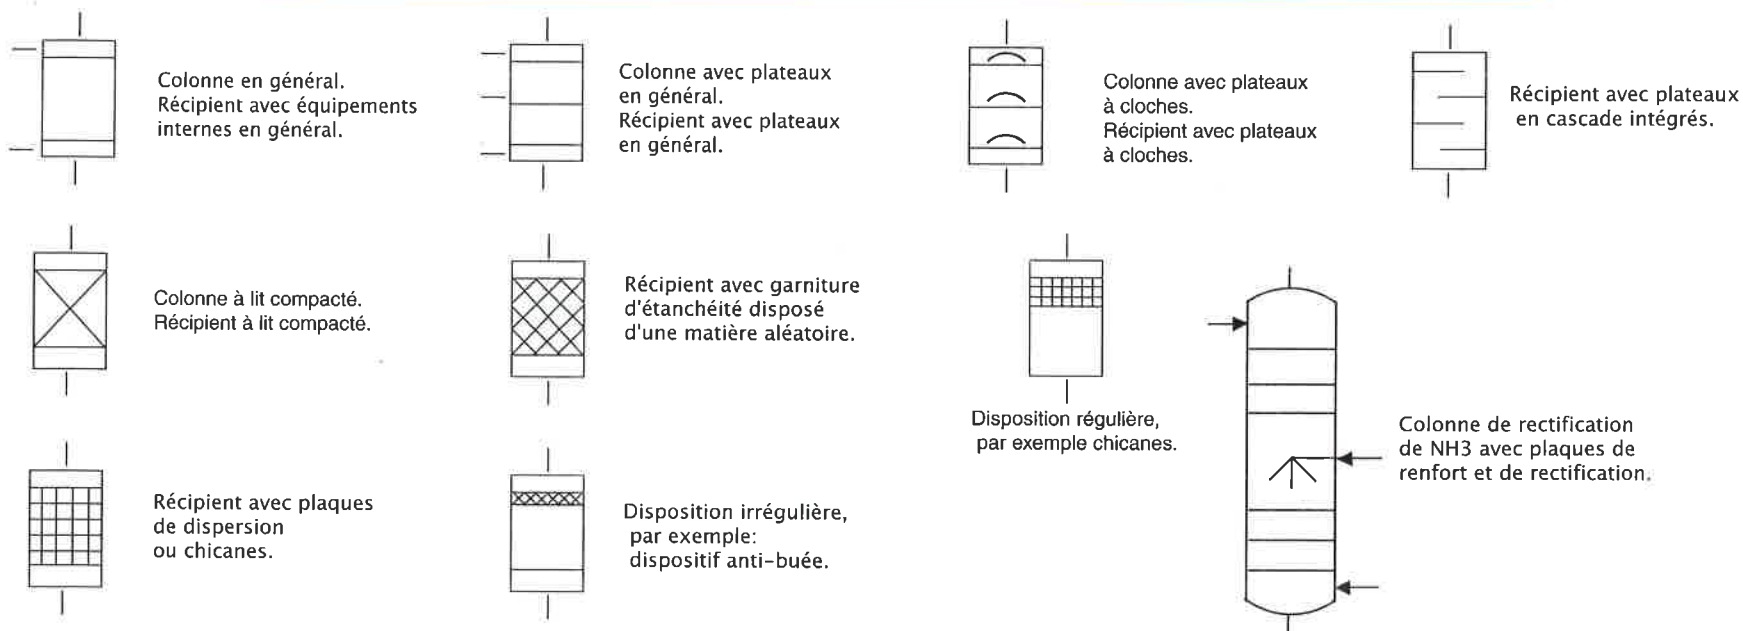 Colonne en général.
Récipient avec équipements
internes en général.
Colonne avec plateaux
en général.
Récipient avec plateaux
en général.
Colonne avec plateaux
à cloches.
Récipient avec plateaux
à cloches.
Récipient avec plateaux
en cascade intégrés.
Colonne à lit compacté.
Récipient à lit compacté.
Récipient avec garniture
d'étanchéité disposé
d'une matière aléatoire.
Disposition régulière,
par exemple chicanes.
Colonne de rectification
de NH3 avec plaques de
renfort et de rectification.
Récipient avec plaques
de dispersion
ou chicanes.
Disposition irrégulière,
par exemple:
dispositif anti-buée.